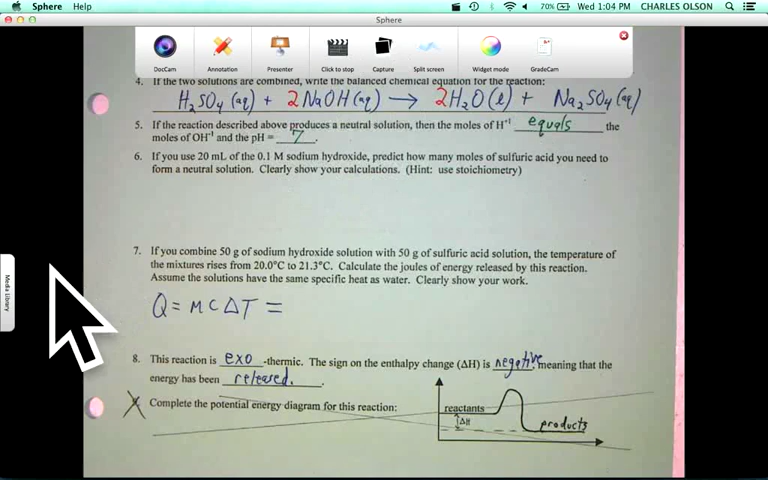 Sphere Help
70% Wed 1:04 PM CHARLES OLSON
Sphere
DocCam Annotation Presenter Click to stop Capture Split screen Widget mode GradeCam
4. If the two solutions are combined, write the balanced chemical equation for the reaction:
H₂SO₄(aq) + 2NaOH(aq) → 2H₂O(l) + Na₂SO₄(aq)
5. If the reaction described above produces a neutral solution, then the moles of H⁺¹ equals the
moles of OH⁻¹ and the pH = 7.
6. If you use 20 mL of the 0.1 M sodium hydroxide, predict how many moles of sulfuric acid you need to
form a neutral solution. Clearly show your calculations. (Hint: use stoichiometry)
7. If you combine 50 g of sodium hydroxide solution with 50 g of sulfuric acid solution, the temperature of
the mixtures rises from 20.0°C to 21.3°C. Calculate the joules of energy released by this reaction.
Assume the solutions have the same specific heat as water. Clearly show your work.
Q = MCΔT =
8. This reaction is exo-thermic. The sign on the enthalpy change (ΔH) is negative, meaning that the
energy has been released.
Complete the potential energy diagram for this reaction:
reactants
ΔH
products
Media Library